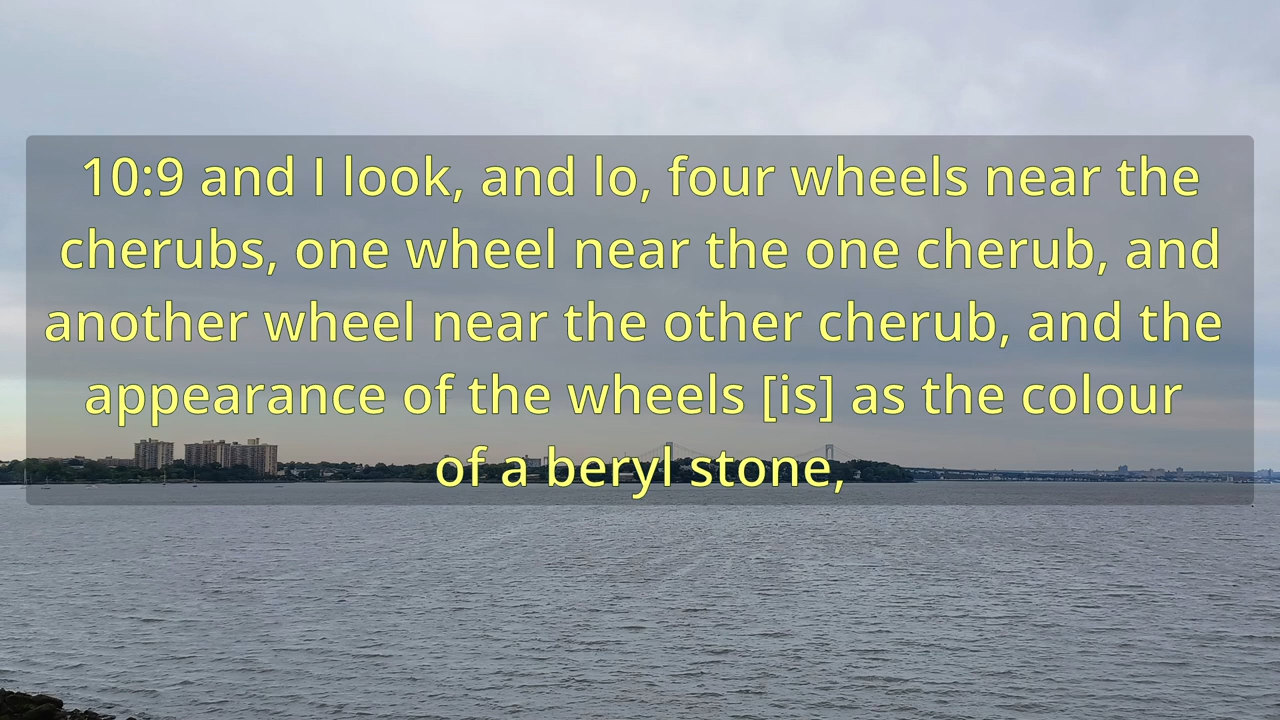 10:9 and I look, and lo, four wheels near the
cherubs, one wheel near the one cherub, and
another wheel near the other cherub, and the
appearance of the wheels [is] as the colour
of a beryl stone,